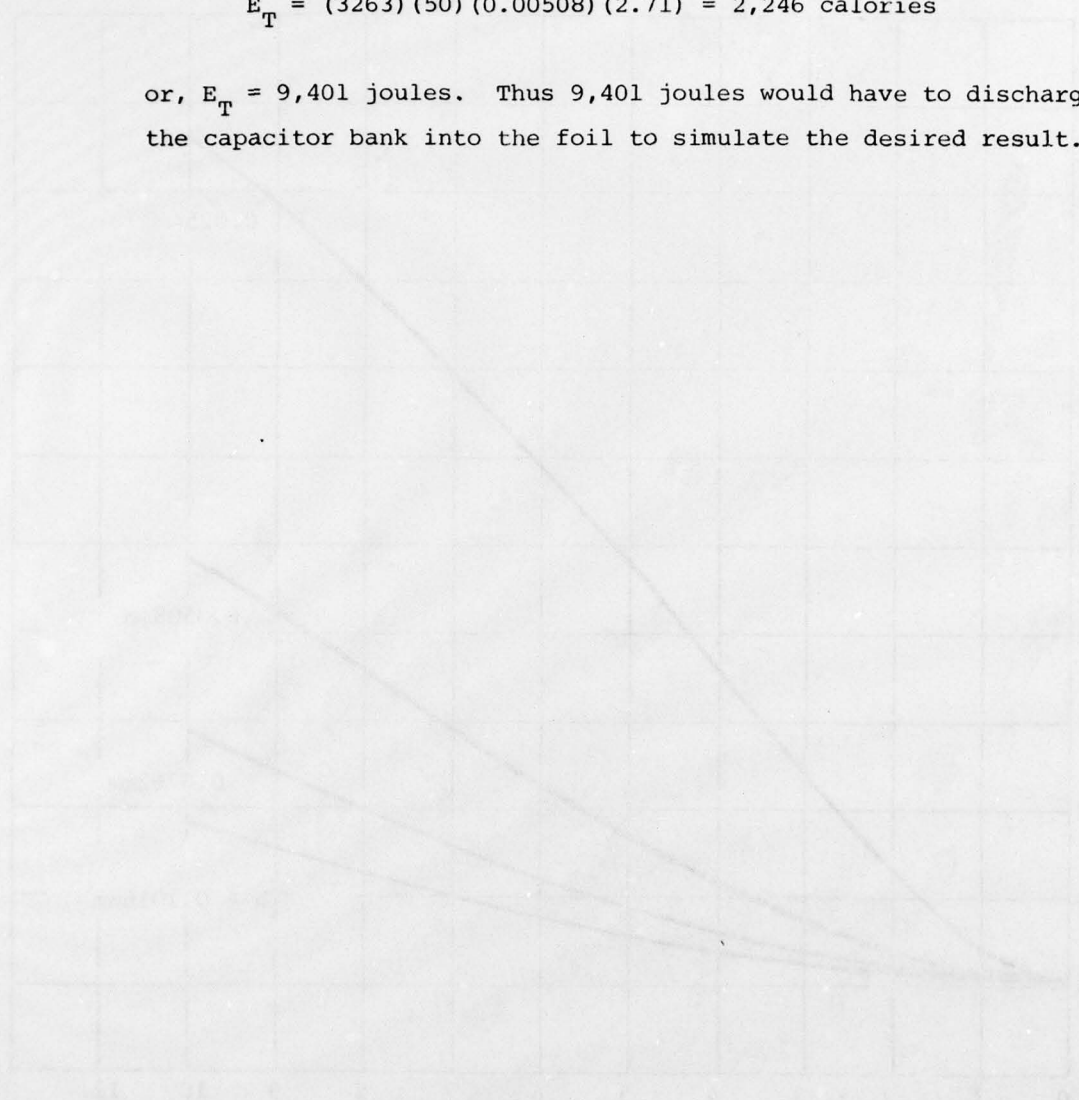 E_T = (3263)(50)(0.00508)(2.71) = 2,246 calories
or, E_T = 9,401 joules. Thus 9,401 joules would have to discharg
the capacitor bank into the foil to simulate the desired result.